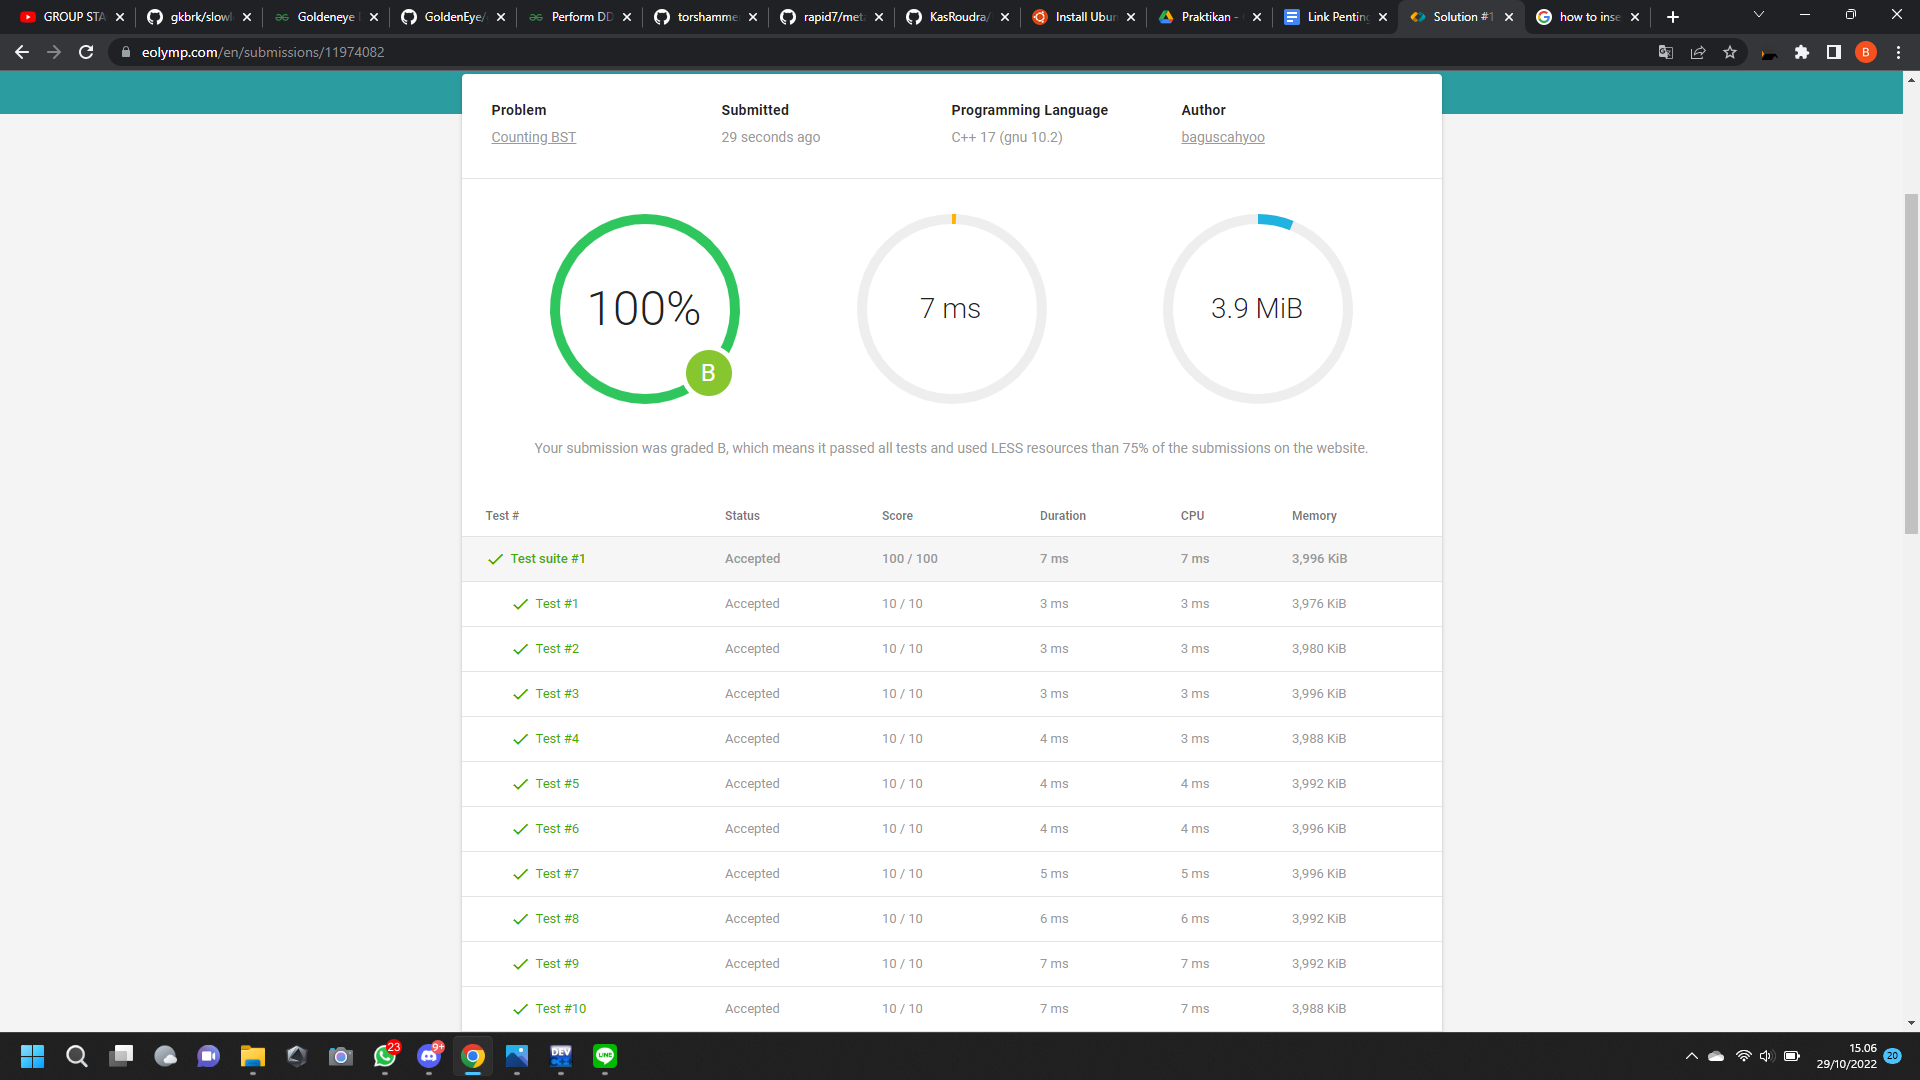 GROUP STA
gkbrk/slowl
Goldeneye
GoldenEye/
Perform DD
torshamme
rapid7/met
KasRoudra/
Install Ubun
Praktikan -
Link Penting
Solution #1
how to inse
eolymp.com/en/submissions/11974082
B
Problem Submitted Programming Language Author
Counting BST 29 seconds ago C++ 17 (gnu 10.2) baguscahyoo
100%
B
7 ms
3.9 MiB
Your submission was graded B, which means it passed all tests and used LESS resources than 75% of the submissions on the website.
Test # Status Score Duration CPU Memory
Test suite #1 Accepted 100 / 100 7 ms 7 ms 3,996 KiB
Test #1 Accepted 10 / 10 3 ms 3 ms 3,976 KiB
Test #2 Accepted 10 / 10 3 ms 3 ms 3,980 KiB
Test #3 Accepted 10 / 10 3 ms 3 ms 3,996 KiB
Test #4 Accepted 10 / 10 4 ms 3 ms 3,988 KiB
Test #5 Accepted 10 / 10 4 ms 4 ms 3,992 KiB
Test #6 Accepted 10 / 10 4 ms 4 ms 3,996 KiB
Test #7 Accepted 10 / 10 5 ms 5 ms 3,996 KiB
Test #8 Accepted 10 / 10 6 ms 6 ms 3,992 KiB
Test #9 Accepted 10 / 10 7 ms 7 ms 3,992 KiB
Test #10 Accepted 10 / 10 7 ms 7 ms 3,988 KiB
23
9+
DEV
LINE
15.06
29/10/2022
20